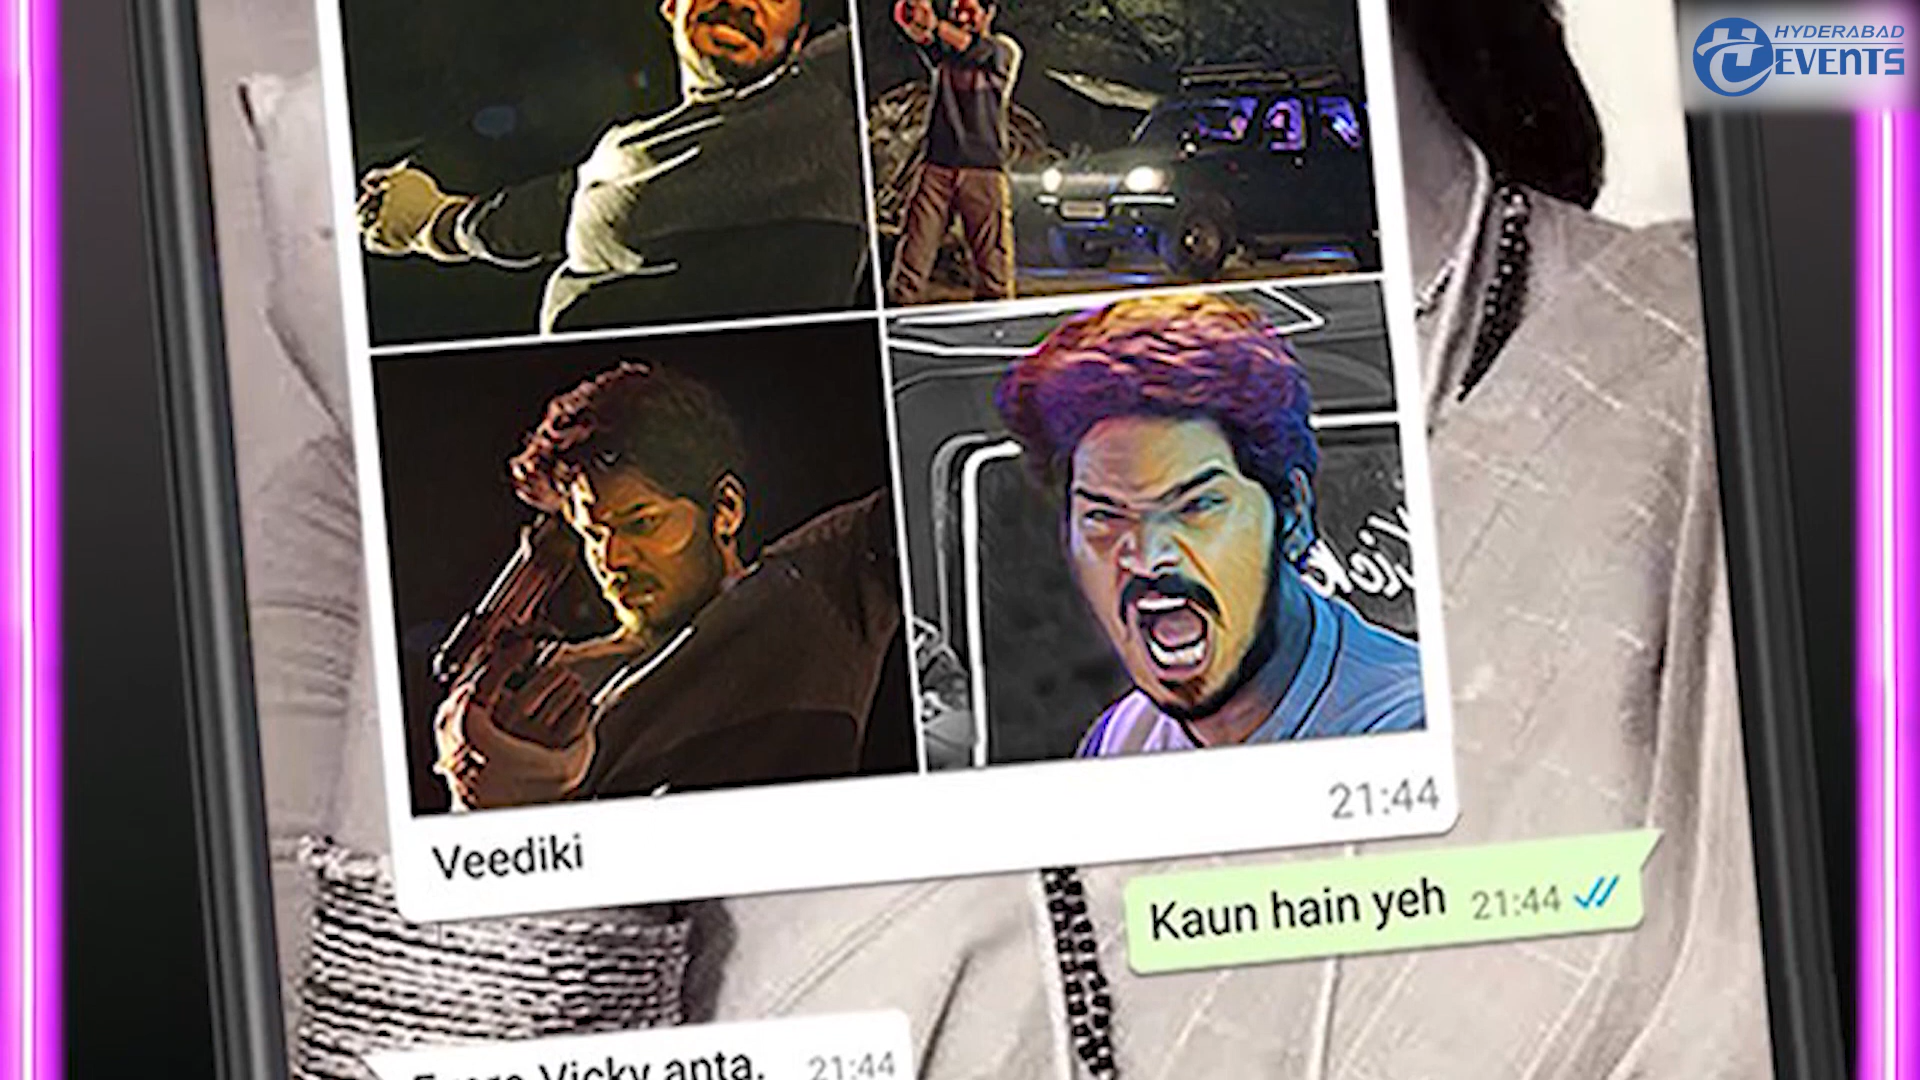 HYDERABAD
EVENTS
21:44
Veediki
Kaun hain yeh 21:44
Vicky anta. 21:44